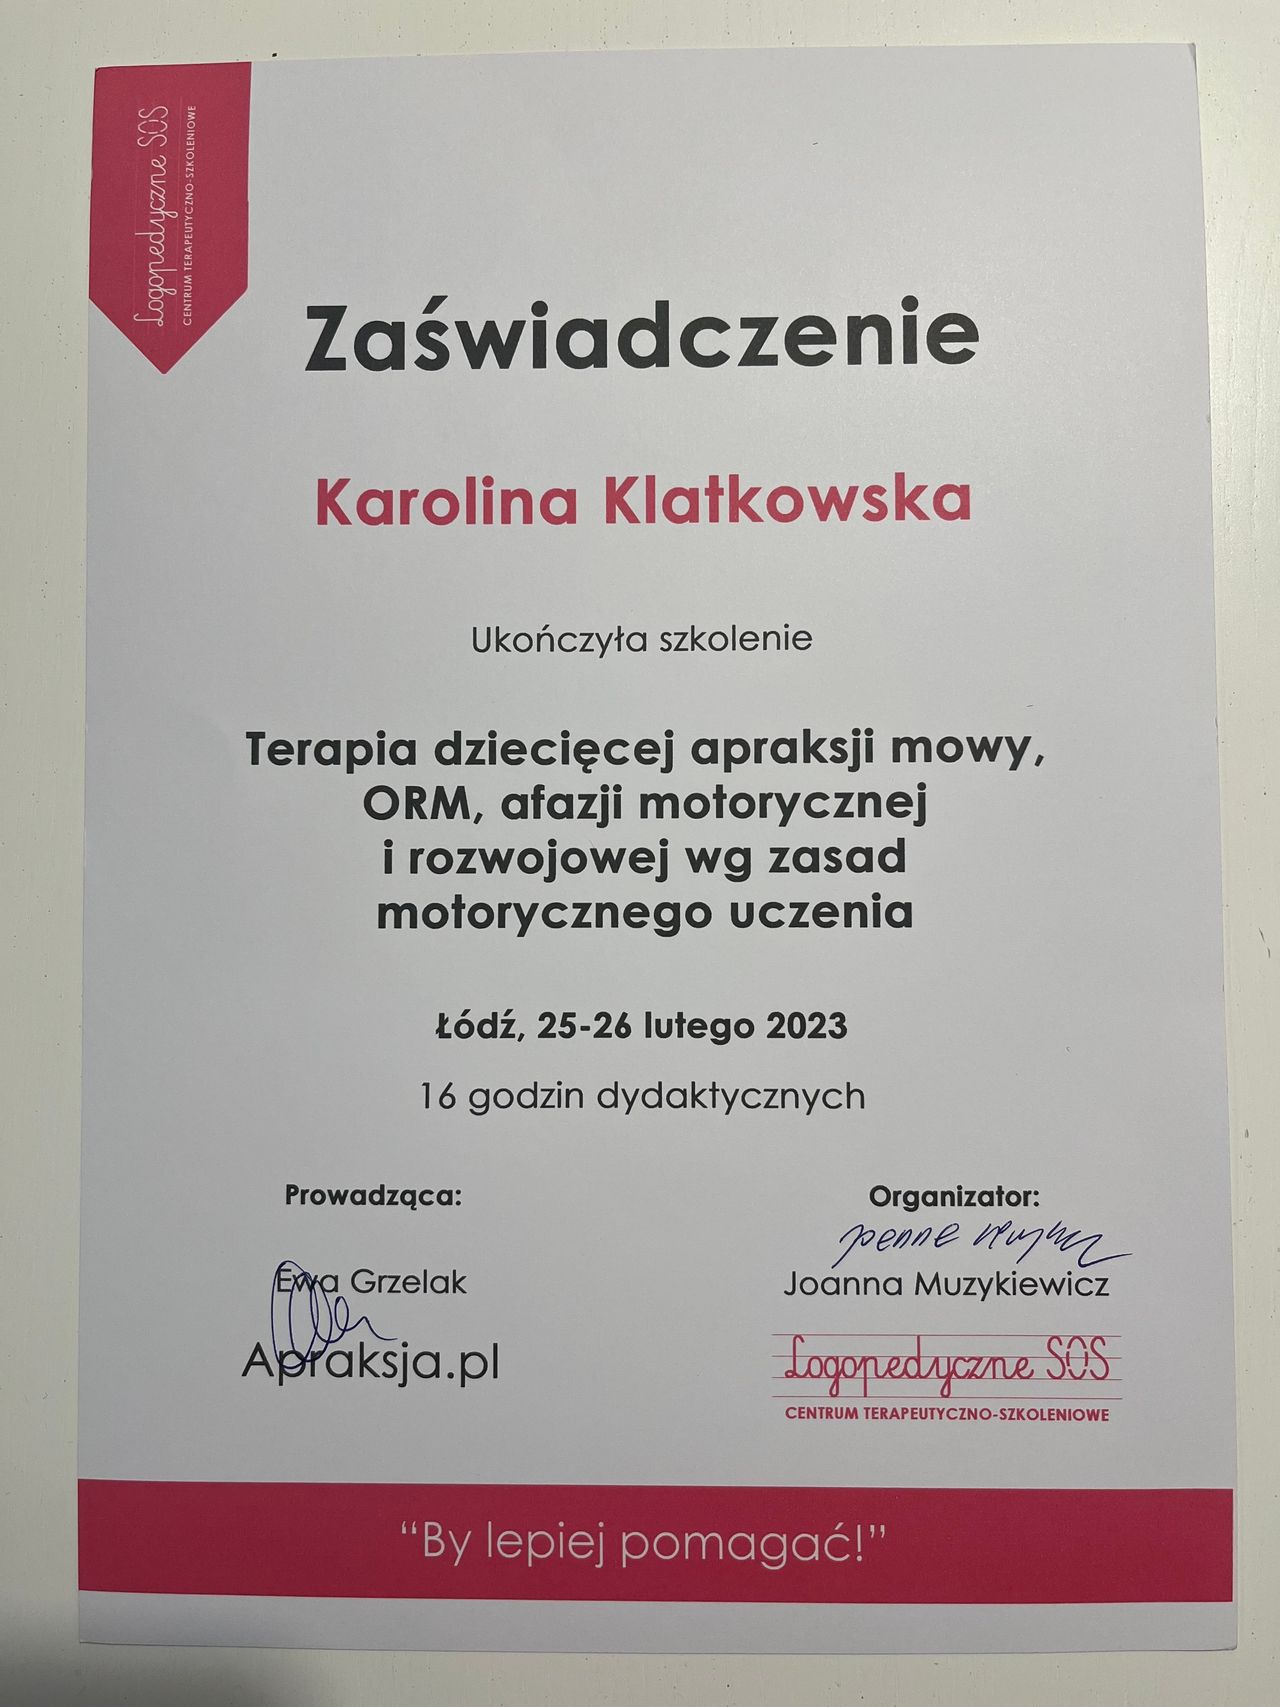 Logopedyczne SOS
CENTRUM TERAPEUTYCZNO-SZKOLENIOWE
Zaświadczenie
Karolina Klatkowska
Ukończyła szkolenie
Terapia dziecięcej apraksji mowy,
ORM, afazji motorycznej
i rozwojowej wg zasad
motorycznego uczenia
Łódź, 25-26 lutego 2023
16 godzin dydaktycznych
Prowadząca:
Ewa Grzelak
Apraksja.pl
Organizator:
Joanna Muzykiewicz
Logopedyczne SOS
CENTRUM TERAPEUTYCZNO-SZKOLENIOWE
“By lepiej pomagać!”